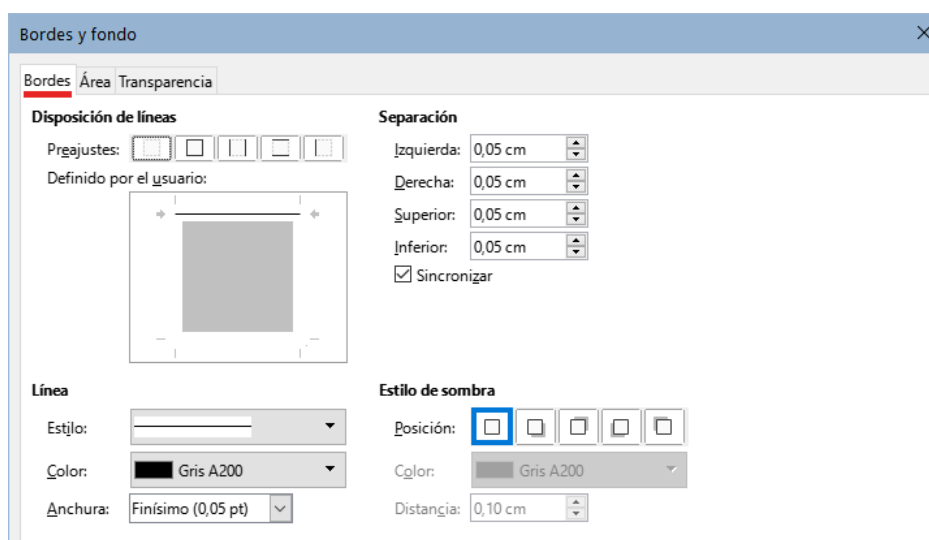 Bordes y fondo
Bordes Área Transparencia
Disposición de líneas
Preajustes:
Definido por el usuario:
Separación
Izquierda: 0,05 cm
Derecha: 0,05 cm
Superior: 0,05 cm
Inferior: 0,05 cm
Sincronizar
Línea
Estilo:
Color: Gris A200
Anchura: Finísimo (0,05 pt)
Estilo de sombra
Posición:
Color: Gris A200
Distancia: 0,10 cm